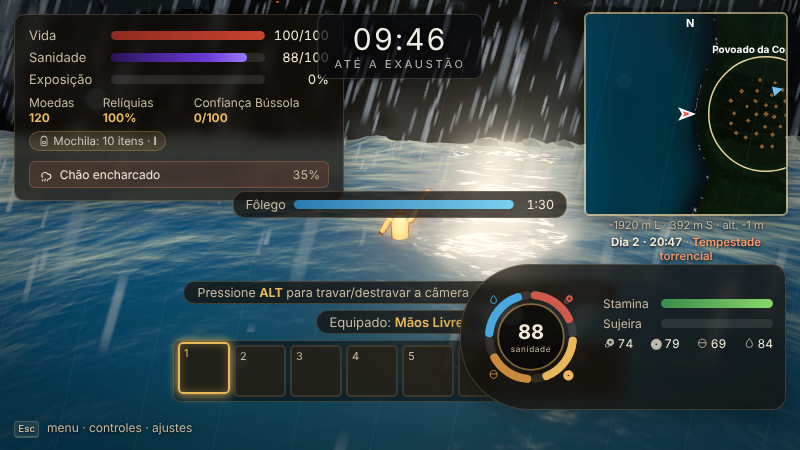 Vida 100/100
Sanidade 88/100
Exposição 0%
Moedas Relíquias Confiança Bússola
120 100% 0/100
Mochila: 10 itens · I
Chão encharcado 35%
09:46
ATÉ A EXAUSTÃO
N
Povoado da Co
-1920 m L · 392 m S · alt. -1 m
Dia 2 · 20:47 · Tempestade
torrencial
Fôlego 1:30
Pressione ALT para travar/destravar a câmera
Equipado: Mãos Livre
1 2 3 4 5
88
sanidade
Stamina
Sujeira
74 79 69 84
Esc menu · controles · ajustes